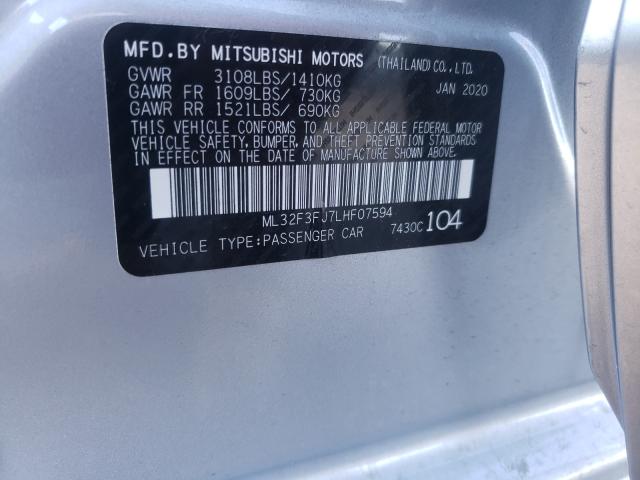 MFD.BY MITSUBISHI MOTORS (THAILAND)CO.,LTD.
GVWR 3108LBS/1410KG JAN 2020
GAWR FR 1609LBS/ 730KG
GAWR RR 1521LBS/ 690KG
THIS VEHICLE CONFORMS TO ALL APPLICABLE FEDERAL MOTOR
VEHICLE SAFETY, BUMPER, AND THEFT PREVENTION STANDARDS
IN EFFECT ON THE DATE OF MANUFACTURE SHOWN ABOVE.
ML32F3FJ7LHF07594
VEHICLE TYPE:PASSENGER CAR 7430C 104